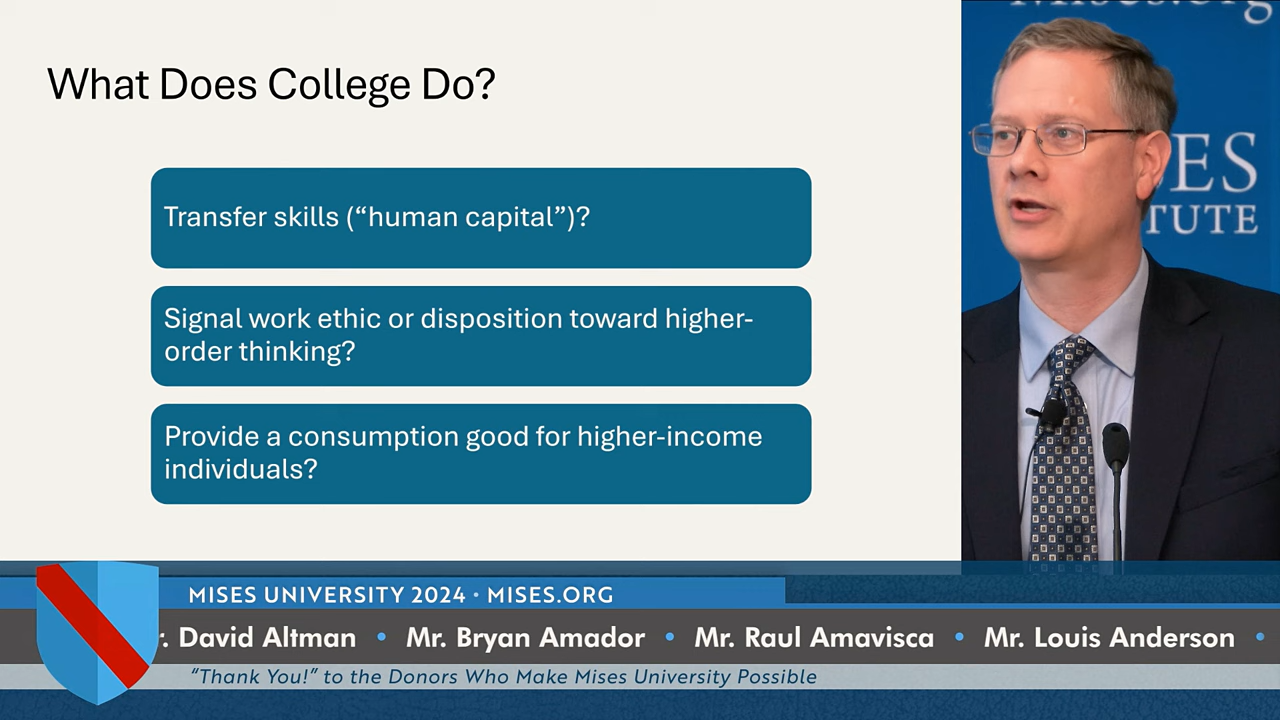 What Does College Do?
Transfer skills (“human capital”)?
Signal work ethic or disposition toward higher-
order thinking?
Provide a consumption good for higher-income
individuals?
Mises.org
ES
TUTE
MISES UNIVERSITY 2024 • MISES.ORG
r. David Altman • Mr. Bryan Amador • Mr. Raul Amavisca • Mr. Louis Anderson •
“Thank You!” to the Donors Who Make Mises University Possible